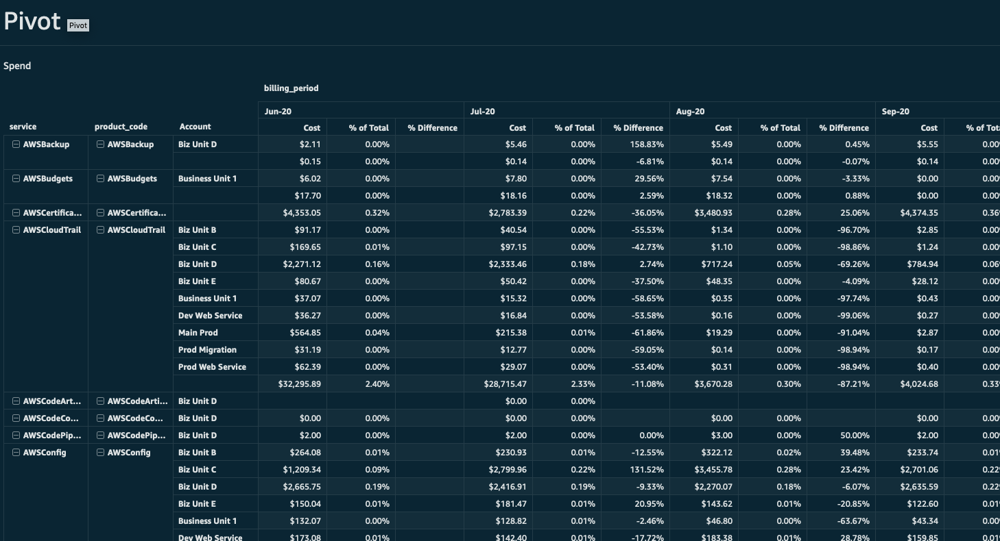 Pivot Pivot
Spend
billing_period
Jun-20 Jul-20 Aug-20 Sep-20
service product_code Account Cost % of Total % Difference Cost % of Total % Difference Cost % of Total % Difference Cost % of Tota
AWSBackup AWSBackup Biz Unit D $2.11 0.00% $5.46 0.00% 158.83% $5.49 0.00% 0.45% $5.55 0.00
$0.15 0.00% $0.14 0.00% -6.81% $0.14 0.00% -0.07% $0.14 0.00
AWSBudgets AWSBudgets Business Unit 1 $6.02 0.00% $7.80 0.00% 29.56% $7.54 0.00% -3.33% $0.00 0.00
$17.70 0.00% $18.16 0.00% 2.59% $18.32 0.00% 0.88% $0.00 0.00
AWSCertifica... AWSCertifica... $4,353.05 0.32% $2,783.39 0.22% -36.05% $3,480.93 0.28% 25.06% $4,374.35 0.36
AWSCloudTrail AWSCloudTrail Biz Unit B $91.17 0.00% $40.54 0.00% -55.53% $1.34 0.00% -96.70% $2.85 0.00
Biz Unit C $169.65 0.01% $97.15 0.00% -42.73% $1.10 0.00% -98.86% $1.24 0.00
Biz Unit D $2,271.12 0.16% $2,333.46 0.18% 2.74% $717.24 0.05% -69.26% $784.94 0.06
Biz Unit E $80.67 0.00% $50.42 0.00% -37.50% $48.35 0.00% -4.09% $28.12 0.00
Business Unit 1 $37.07 0.00% $15.32 0.00% -58.65% $0.35 0.00% -97.74% $0.43 0.00
Dev Web Service $36.27 0.00% $16.84 0.00% -53.58% $0.16 0.00% -99.06% $0.27 0.00
Main Prod $564.85 0.04% $215.38 0.01% -61.86% $19.29 0.00% -91.04% $2.87 0.00
Prod Migration $31.19 0.00% $12.77 0.00% -59.05% $0.14 0.00% -98.94% $0.17 0.00
Prod Web Service $62.39 0.00% $29.07 0.00% -53.40% $0.31 0.00% -98.94% $0.40 0.00
$32,295.89 2.40% $28,715.47 2.33% -11.08% $3,670.28 0.30% -87.21% $4,024.68 0.33
AWSCodeArt... AWSCodeArti... Biz Unit D $0.00 0.00%
AWSCodeCo... AWSCodeCo... Biz Unit D $0.00 0.00% $0.00 0.00% $0.00 0.00% $0.00 0.00
AWSCodePip... AWSCodePip... Biz Unit D $2.00 0.00% $2.00 0.00% 0.00% $3.00 0.00% 50.00% $2.00 0.00
AWSConfig AWSConfig Biz Unit B $264.08 0.01% $230.93 0.01% -12.55% $322.12 0.02% 39.48% $233.74 0.01
Biz Unit C $1,209.34 0.09% $2,799.96 0.22% 131.52% $3,455.78 0.28% 23.42% $2,701.06 0.22
Biz Unit D $2,665.75 0.19% $2,416.91 0.19% -9.33% $2,270.07 0.18% -6.07% $2,635.59 0.22
Biz Unit E $150.04 0.01% $181.47 0.01% 20.95% $143.62 0.01% -20.85% $122.60 0.01
Business Unit 1 $132.07 0.00% $128.82 0.01% -2.46% $46.80 0.00% -63.67% $43.34 0.00
Dev Web Service $173.08 0.01% $142.40 0.01% -17.72% $183.38 0.01% 28.78% $159.85 0.01